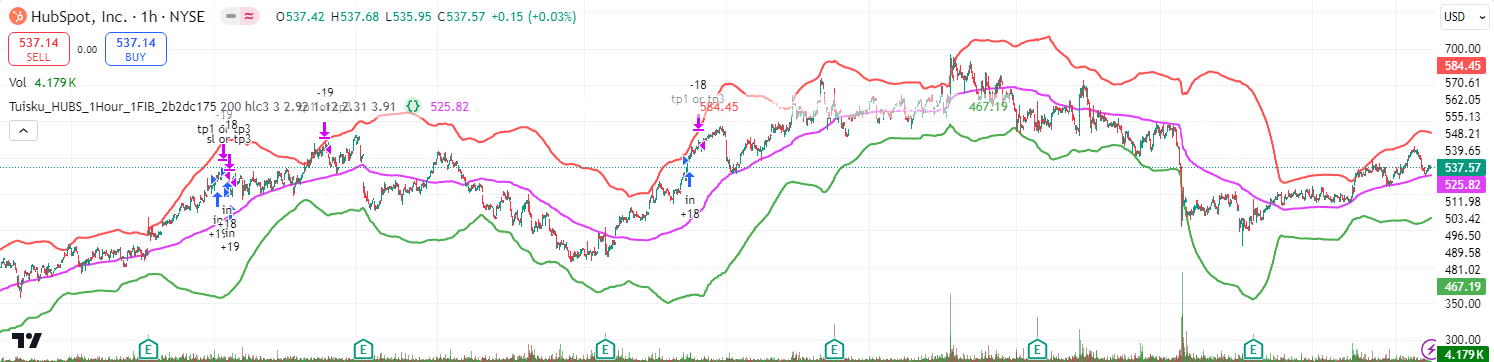 HubSpot, Inc. · 1h · NYSE
O537.42 H537.68 L535.95 C537.57 +0.15 (+0.03%)
USD
537.14
SELL
0.00
537.14
BUY
Vol 4.179 K
Tuisku_HUBS_1Hour_1FIB_2b2dc175 200 hlc3 3 2.92 2.31 3.91 {} 525.82
-19
-19
-18
tp1 or tp3
sl or tp3
in
+18
in
+19
+19
-18
tp1 or tp3
584.45
in
+18
467.19
700.00
584.45
570.61
562.05
555.13
548.21
539.65
537.57
525.82
511.98
503.42
496.50
489.58
481.02
467.19
350.00
300.00
4.179 K
E
E
E
E
E
E